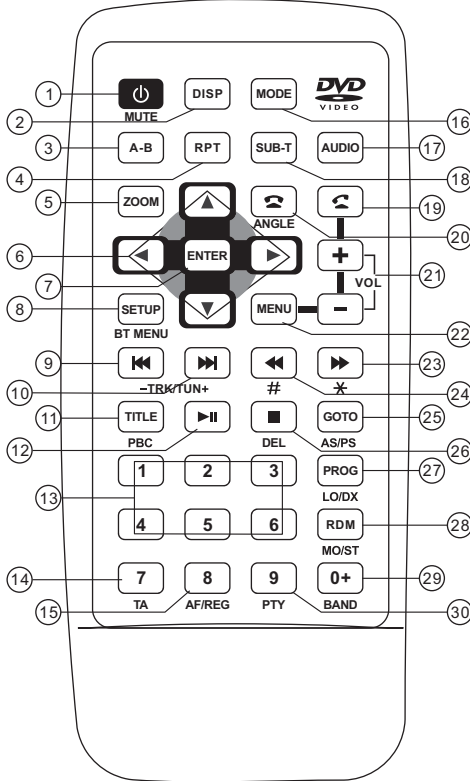 1 DISP MODE DVD
VIDEO
MUTE
2 16
3 A-B RPT SUB-T AUDIO 17
4 18
5 ZOOM 19
ANGLE 20
6 ENTER + 21
7 VOL
8 SETUP MENU −
BT MENU 22
9 23
10 −TRK/TUN+ # 24
11 TITLE GOTO 25
12 PBC DEL AS/PS 26
1 2 3 PROG 27
13 LO/DX
4 5 6 RDM 28
MO/ST
14 7 8 9 0+ 29
15 TA AF/REG PTY BAND 30